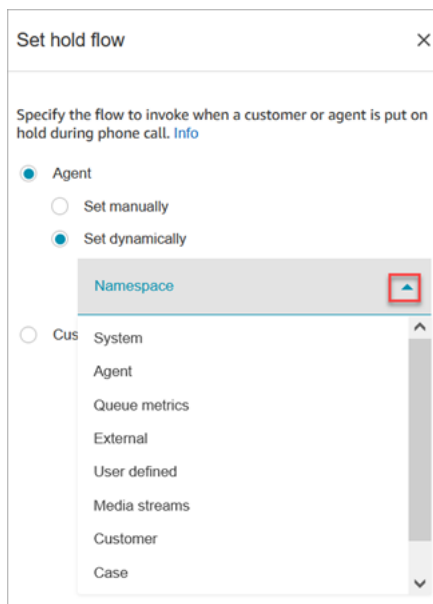 Set hold flow
Specify the flow to invoke when a customer or agent is put on
hold during phone call. Info
Agent
Set manually
Set dynamically
Namespace
Cus
System
Agent
Queue metrics
External
User defined
Media streams
Customer
Case